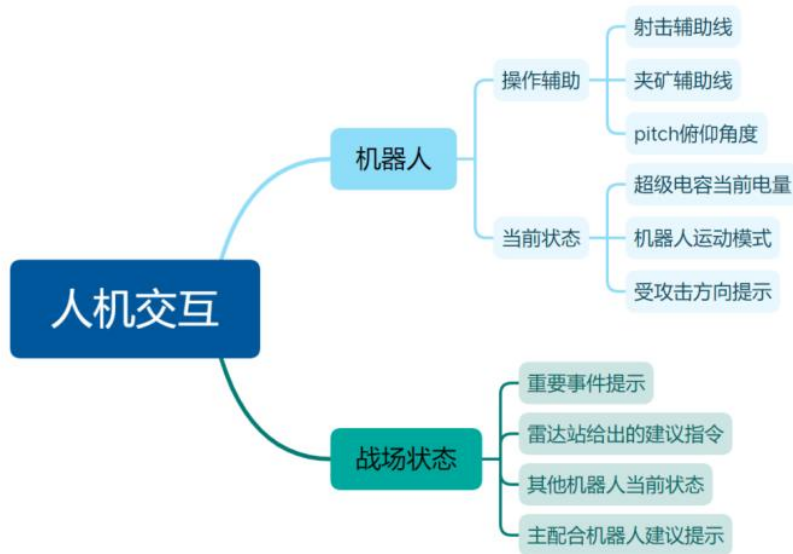 人机交互
机器人
操作辅助
射击辅助线
夹矿辅助线
pitch俯仰角度
当前状态
超级电容当前电量
机器人运动模式
受攻击方向提示
战场状态
重要事件提示
雷达站给出的建议指令
其他机器人当前状态
主配合机器人建议提示